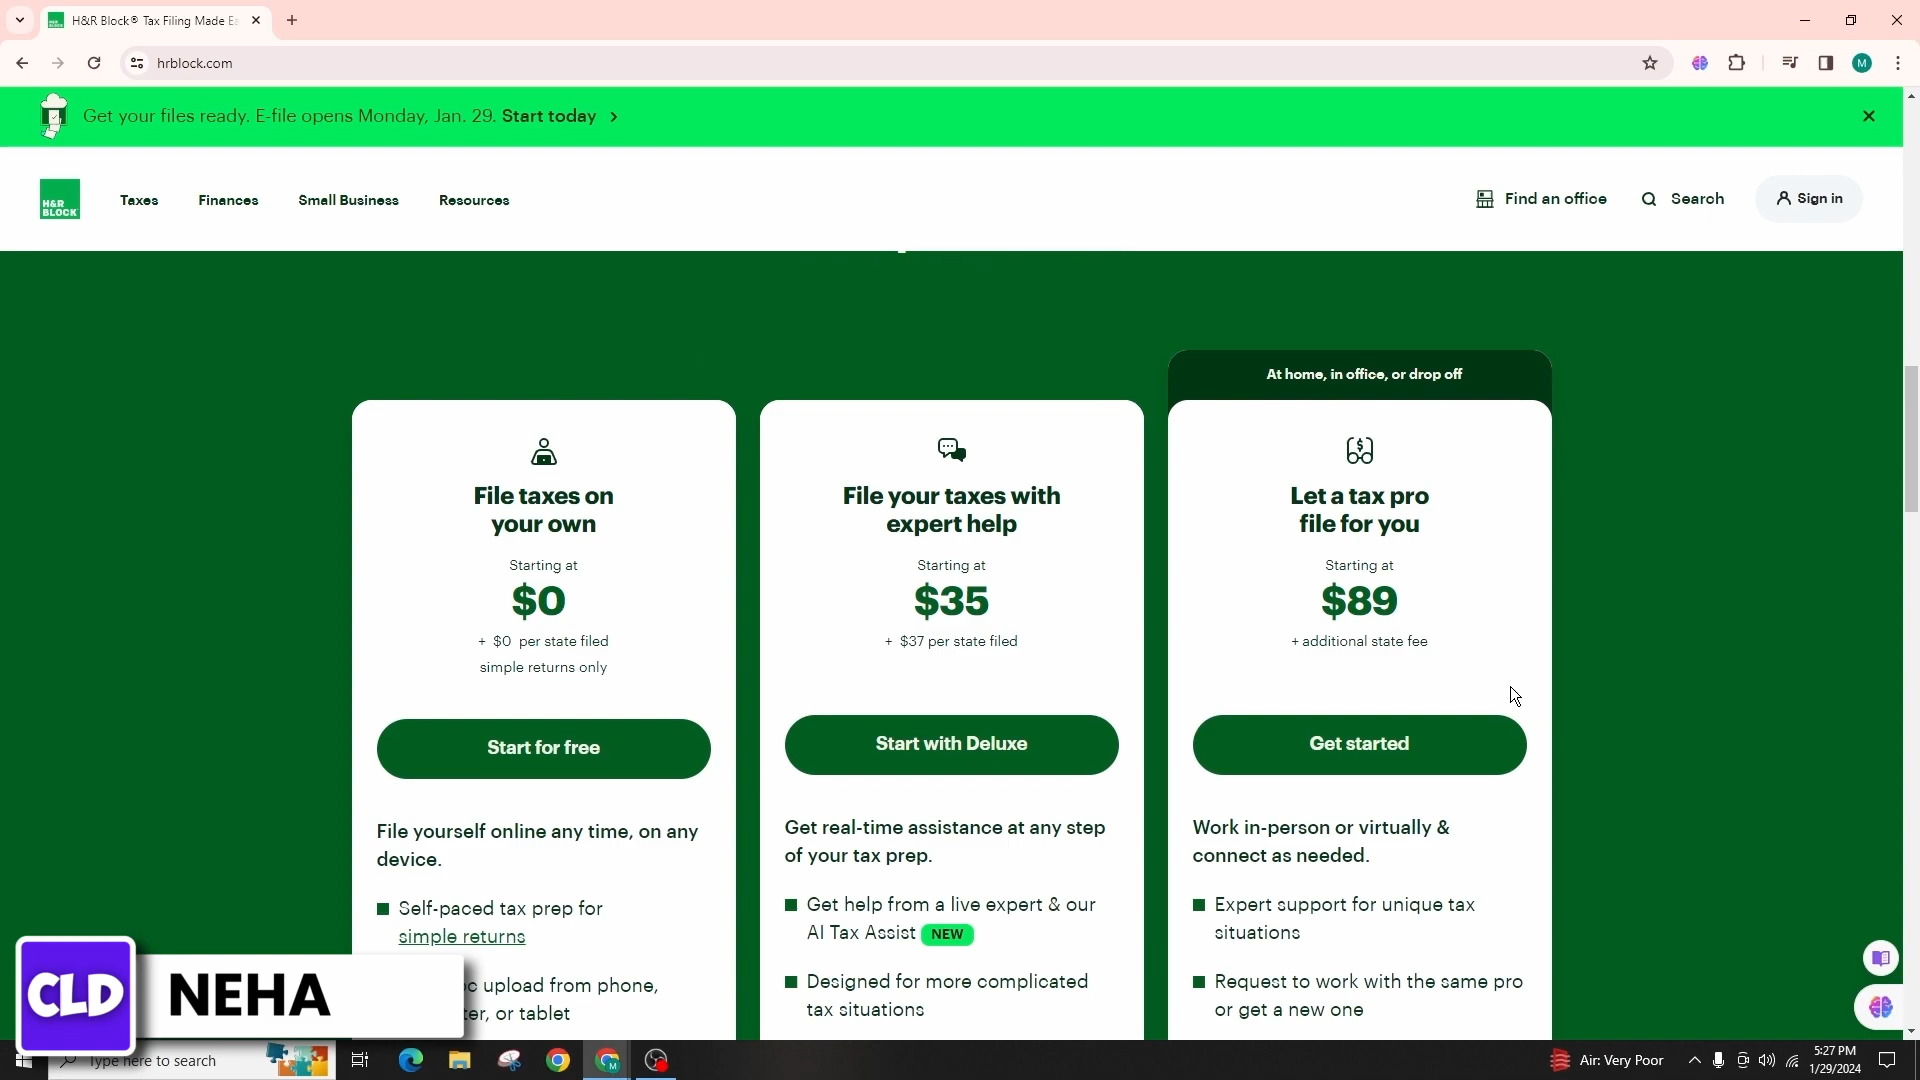 H&R Block® Tax Filing Made Ea
hrblock.com
M
Get your files ready. E-file opens Monday, Jan. 29. Start today
H&R
BLOCK
Taxes
Finances
Small Business
Resources
Find an office
Search
Sign in
At home, in office, or drop off
File taxes on
your own
Starting at
$0
+ $0 per state filed
simple returns only
Start for free
File yourself online any time, on any
device.
Self-paced tax prep for
simple returns
upload from phone,
or tablet
File your taxes with
expert help
Starting at
$35
+ $37 per state filed
Start with Deluxe
Get real-time assistance at any step
of your tax prep.
Get help from a live expert & our
AI Tax Assist NEW
Designed for more complicated
tax situations
Let a tax pro
file for you
Starting at
$89
+ additional state fee
Get started
Work in-person or virtually &
connect as needed.
Expert support for unique tax
situations
Request to work with the same pro
or get a new one
CLD
NEHA
Type here to search
Air: Very Poor
5:27 PM
1/29/2024